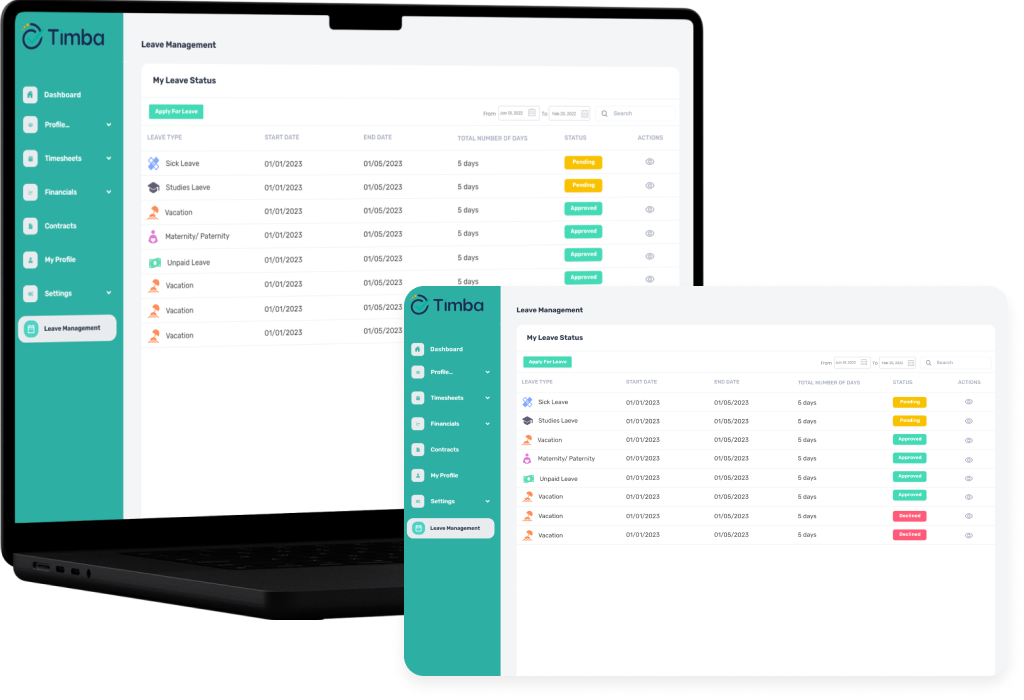 Timba
Leave Management
My Leave Status
Apply For Leave
From Jun 01, 2022 To Feb 22, 2022 Search
LEAVE TYPE START DATE END DATE TOTAL NUMBER OF DAYS STATUS ACTIONS
Sick Leave 01/01/2023 01/05/2023 5 days Pending
Studies Laeve 01/01/2023 01/05/2023 5 days Pending
Vacation 01/01/2023 01/05/2023 5 days Approved
Maternity/ Paternity 01/01/2023 01/05/2023 5 days Approved
Unpaid Leave 01/01/2023 01/05/2023 5 days Approved
Vacation 01/01/2023 01/05/2023 5 days Approved
Vacation 01/01/2023 01/05/2023
Vacation 01/01/2023 01/05/2023
Dashboard
Profile...
Timesheets
Financials
Contracts
My Profile
Settings
Leave Management
Timba
Leave Management
My Leave Status
Apply For Leave
From To Search
LEAVE TYPE START DATE END DATE TOTAL NUMBER OF DAYS STATUS ACTIONS
Sick Leave 01/01/2023 01/05/2023 5 days Pending
Studies Laeve 01/01/2023 01/05/2023 5 days Pending
Vacation 01/01/2023 01/05/2023 5 days Approved
Maternity/ Paternity 01/01/2023 01/05/2023 5 days Approved
Unpaid Leave 01/01/2023 01/05/2023 5 days Approved
Vacation 01/01/2023 01/05/2023 5 days Approved
Vacation 01/01/2023 01/05/2023 5 days Declined
Vacation 01/01/2023 01/05/2023 5 days Declined
Dashboard
Profile...
Timesheets
Financials
Contracts
My Profile
Settings
Leave Management